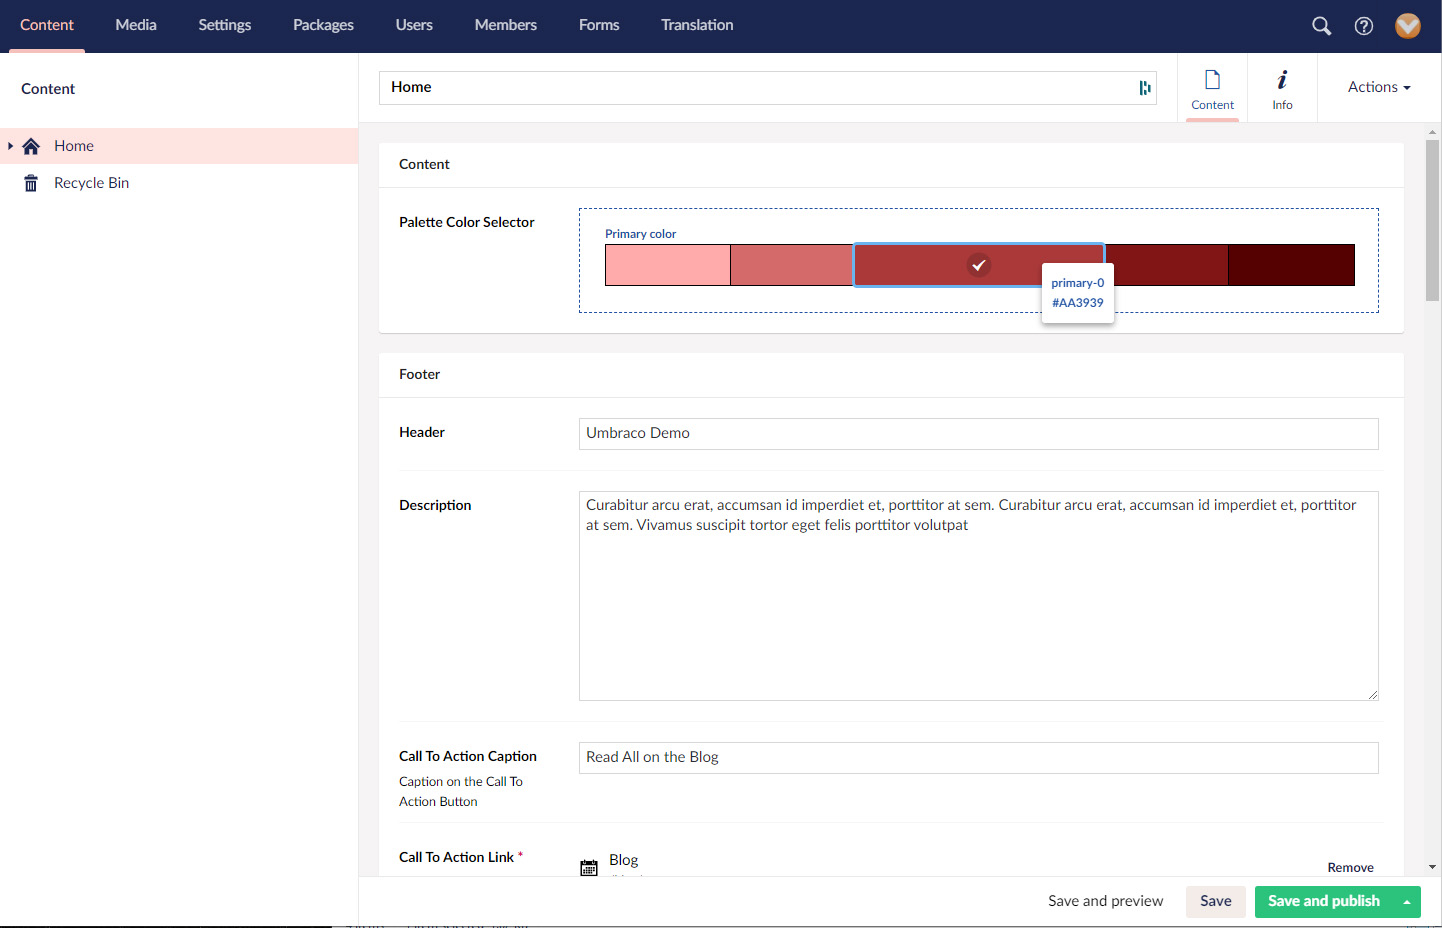 Content Media Settings Packages Users Members Forms Translation
Content
Home
Recycle Bin
Home
Content
Info
Actions
Content
Palette Color Selector
Primary color
primary-0
#AA3939
Footer
Header
Umbraco Demo
Description
Curabitur arcu erat, accumsan id imperdiet et, porttitor at sem. Curabitur arcu erat, accumsan id imperdiet et, porttitor
at sem. Vivamus suscipit tortor eget felis porttitor volutpat
Call To Action Caption
Caption on the Call To
Action Button
Read All on the Blog
Call To Action Link *
Blog
Remove
Save and preview
Save
Save and publish